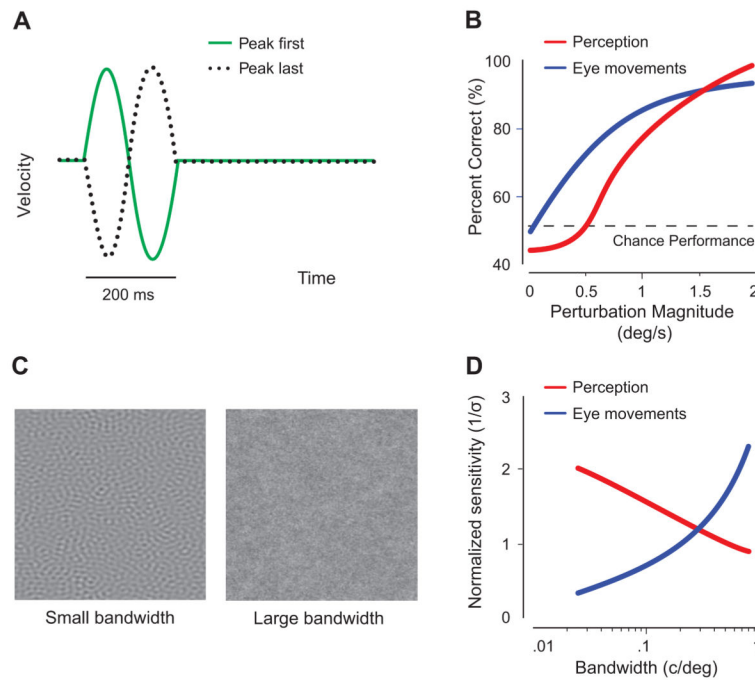 A
Peak first
Peak last
Velocity
200 ms
Time
B
Perception
Eye movements
Percent Correct (%)
100
80
60
40
Chance Performance
0
0.5
1
1.5
2
Perturbation Magnitude
(deg/s)
C
Small bandwidth
Large bandwidth
D
Perception
Eye movements
Normalized sensitivity (1/σ)
3
2
1
0
.01
.1
1
Bandwidth (c/deg)